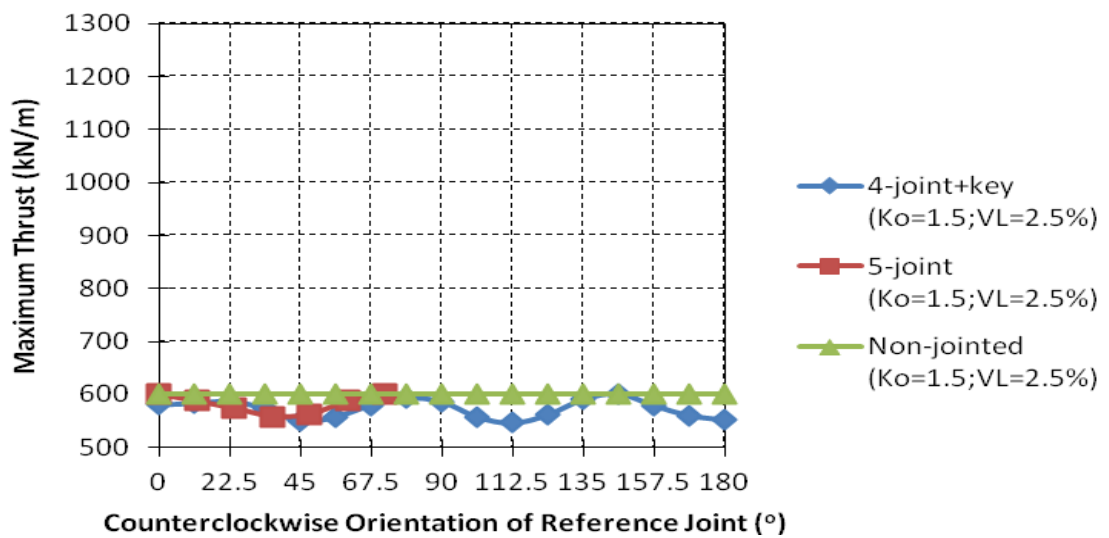 1300
1200
1100
1000
900
800
700
600
500
Maximum Thrust (kN/m)
0 22.5 45 67.5 90 112.5 135 157.5 180
Counterclockwise Orientation of Reference Joint (º)
4-joint+key
(Ko=1.5;VL=2.5%)
5-joint
(Ko=1.5;VL=2.5%)
Non-jointed
(Ko=1.5;VL=2.5%)